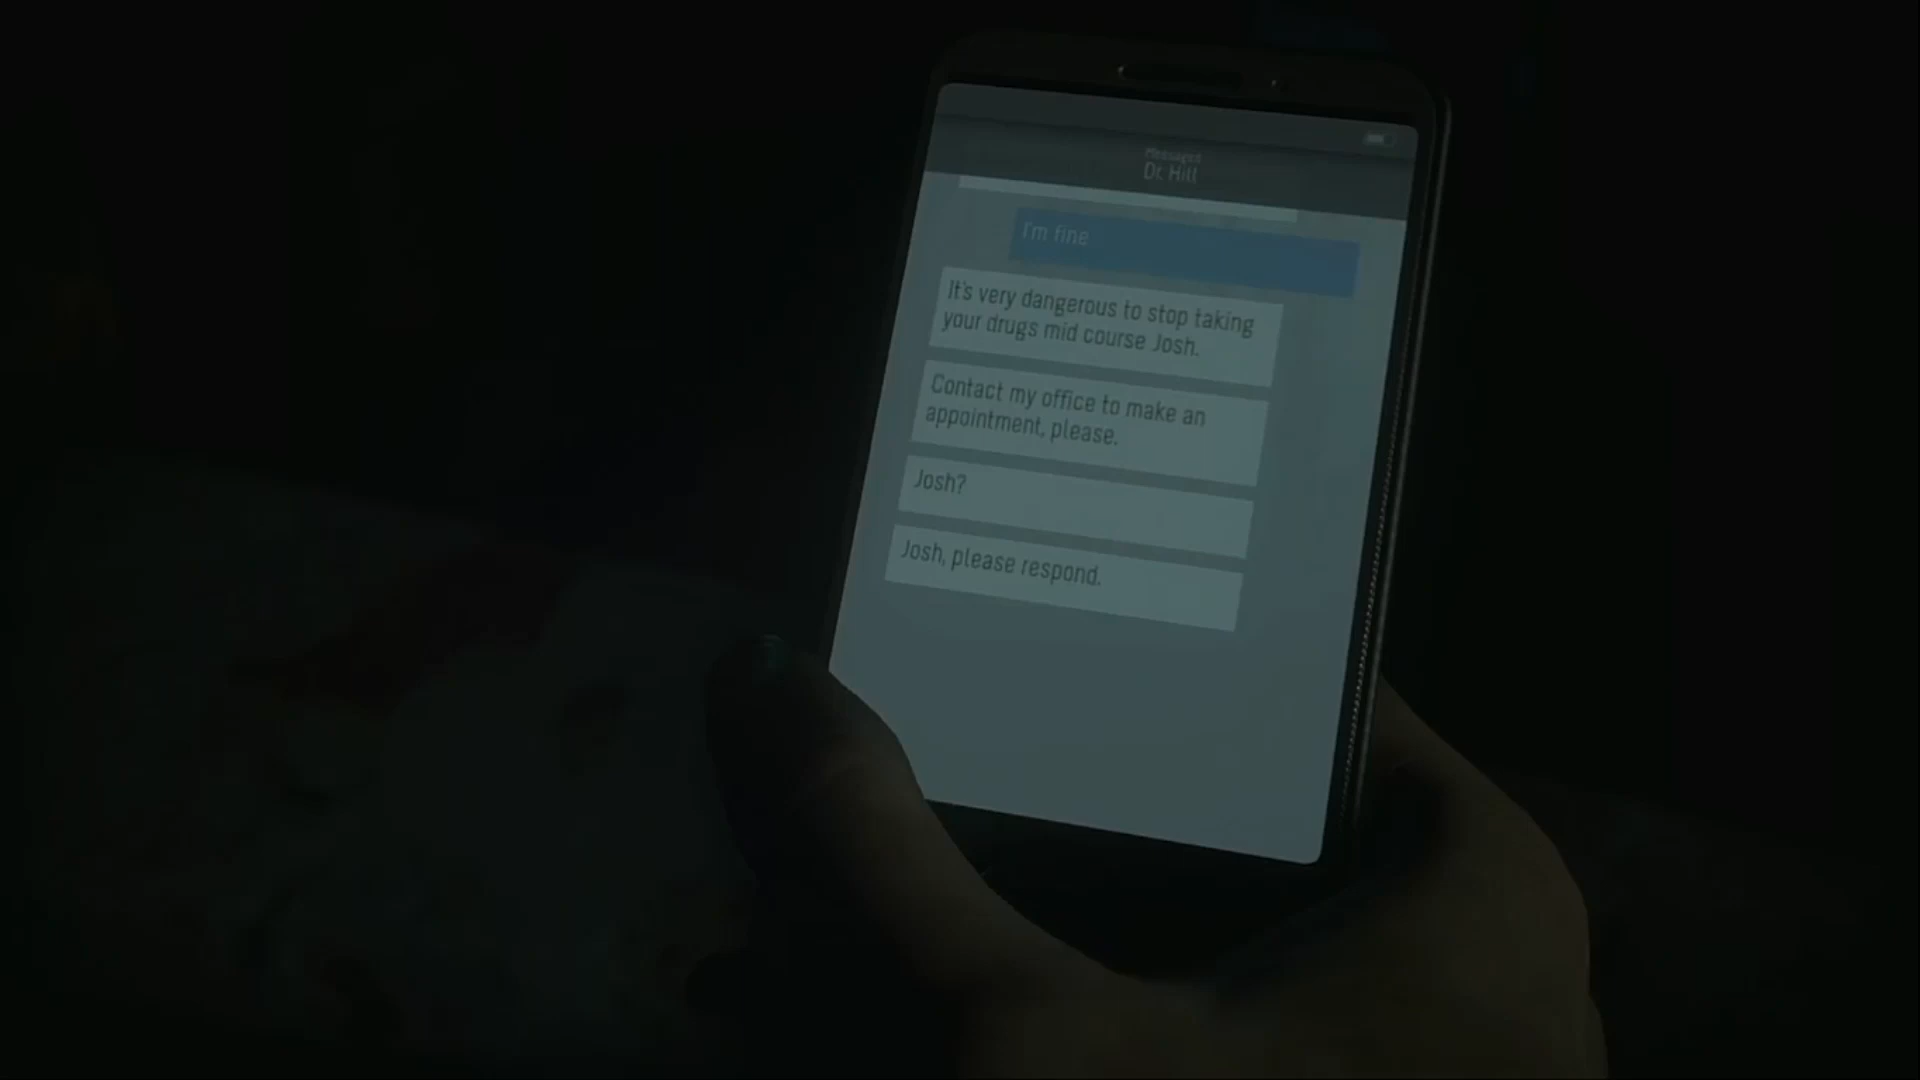 Messages
Dr. Hill
I'm fine
It's very dangerous to stop taking
your drugs mid course Josh.
Contact my office to make an
appointment, please.
Josh?
Josh, please respond.